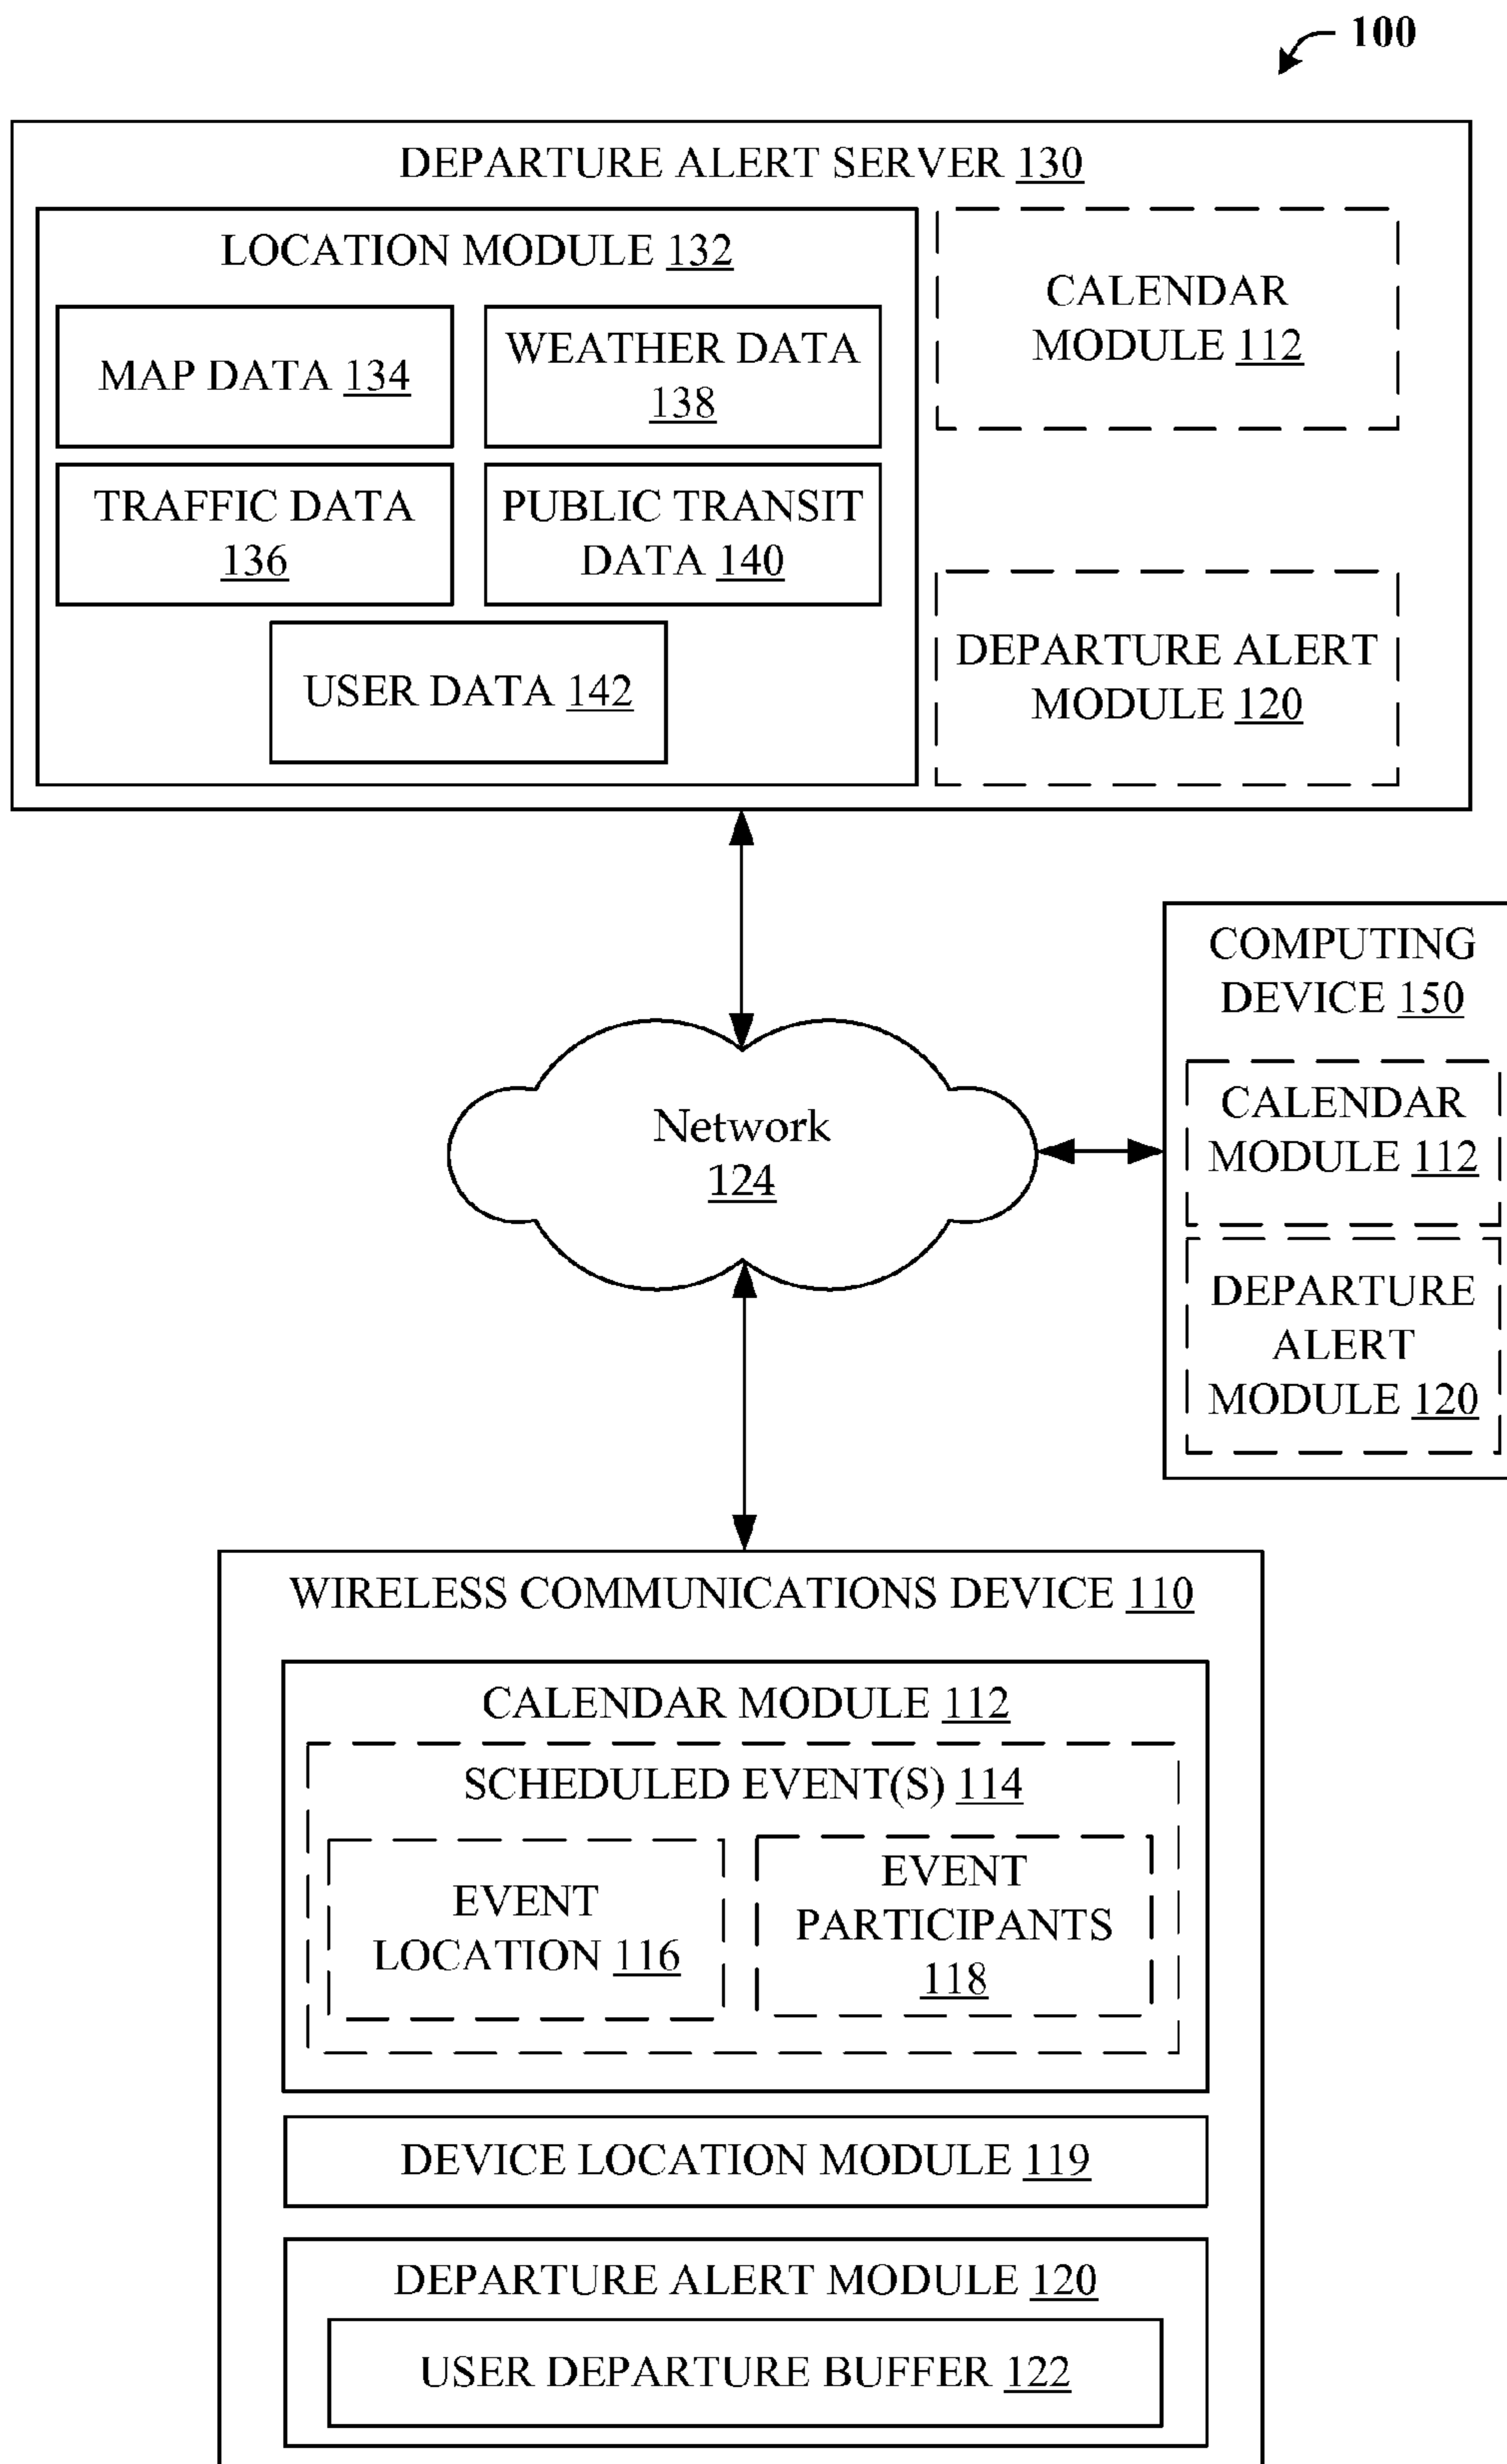 100
DEPARTURE ALERT SERVER 130
LOCATION MODULE 132
MAP DATA 134
WEATHER DATA
138
TRAFFIC DATA
136
PUBLIC TRANSIT
DATA 140
USER DATA 142
CALENDAR
MODULE 112
DEPARTURE ALERT
MODULE 120
Network
124
COMPUTING
DEVICE 150
CALENDAR
MODULE 112
DEPARTURE
ALERT
MODULE 120
WIRELESS COMMUNICATIONS DEVICE 110
CALENDAR MODULE 112
SCHEDULED EVENT(S) 114
EVENT
LOCATION 116
EVENT
PARTICIPANTS
118
DEVICE LOCATION MODULE 119
DEPARTURE ALERT MODULE 120
USER DEPARTURE BUFFER 122